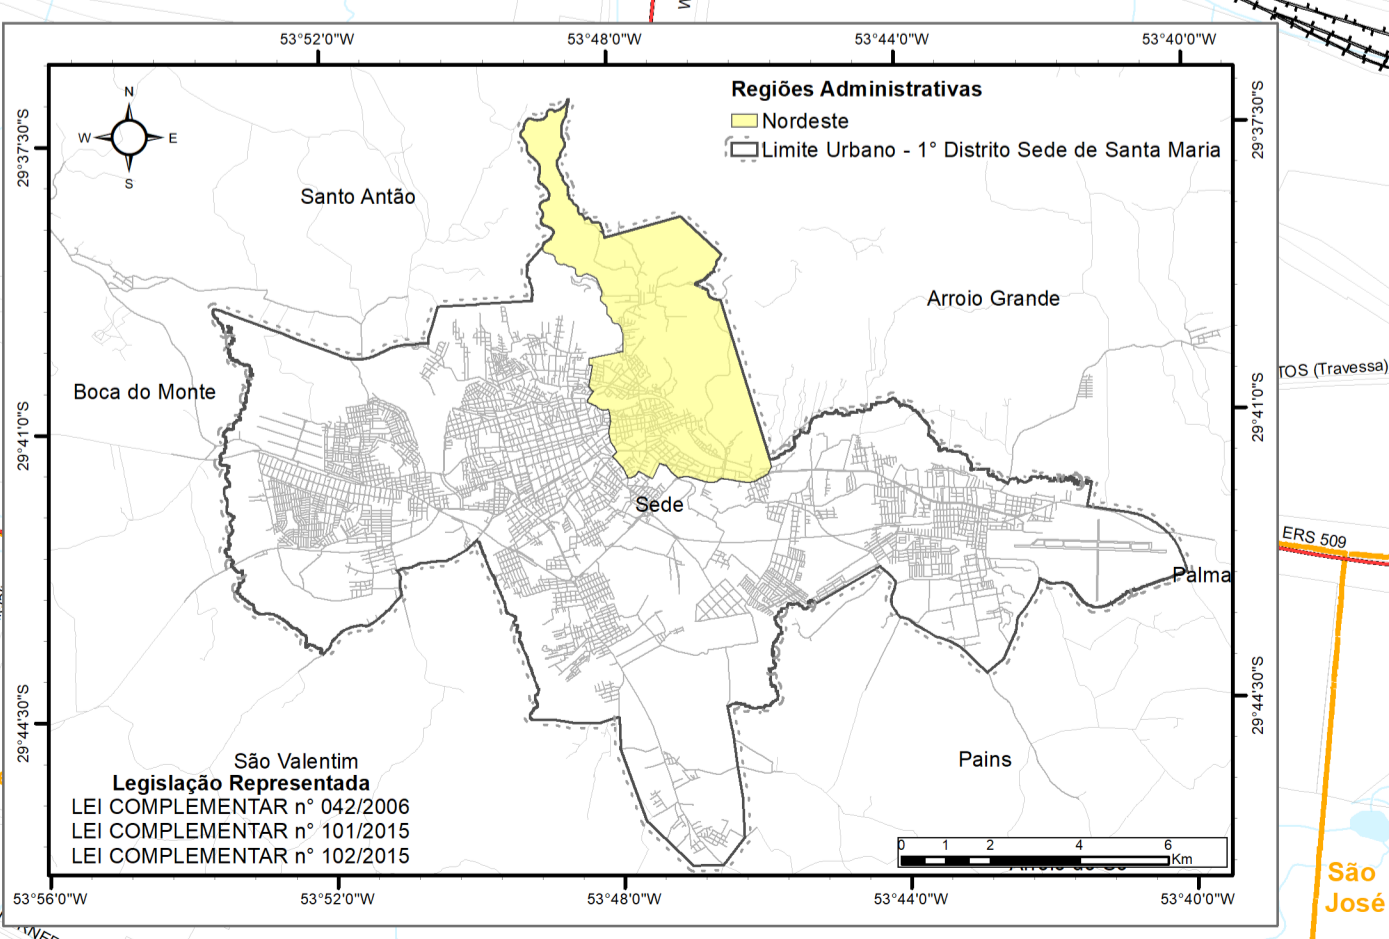 53°52'0"W 53°48'0"W 53°44'0"W 53°40'0"W
N
W E
S
Regiões Administrativas
Nordeste
Limite Urbano - 1° Distrito Sede de Santa Maria
29°37'30"S
29°37'30"S
Santo Antão
Arroio Grande
TOS (Travessa)
Boca do Monte
29°41'0"S
29°41'0"S
Sede
ERS 509
Palma
29°44'30"S
29°44'30"S
São Valentim
Pains
Legislação Representada
LEI COMPLEMENTAR n° 042/2006
LEI COMPLEMENTAR n° 101/2015
LEI COMPLEMENTAR n° 102/2015
0 1 2 4 6
Km
São
José
53°56'0"W 53°52'0"W 53°48'0"W 53°44'0"W 53°40'0"W